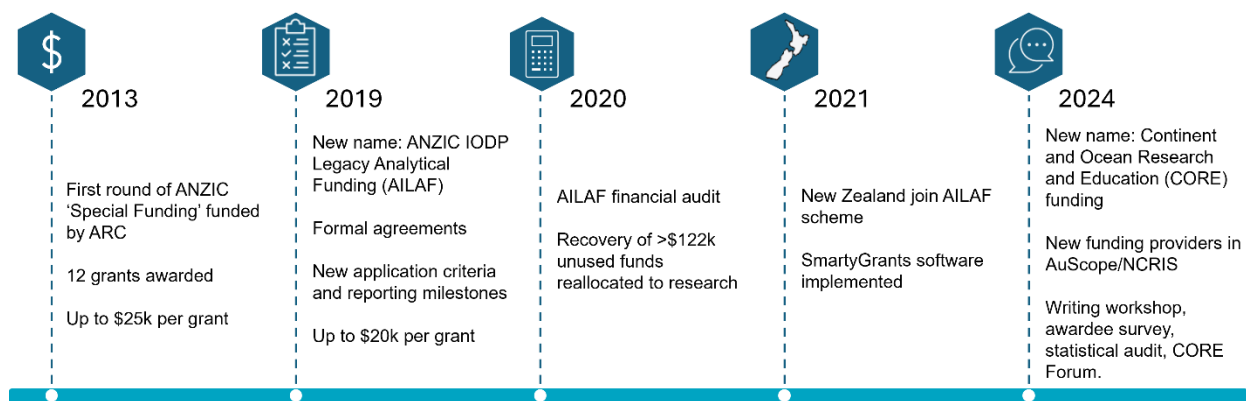 2013
First round of ANZIC
‘Special Funding’ funded
by ARC
12 grants awarded
Up to $25k per grant
2019
New name: ANZIC IODP
Legacy Analytical
Funding (AILAF)
Formal agreements
New application criteria
and reporting milestones
Up to $20k per grant
2020
AILAF financial audit
Recovery of >$122k
unused funds
reallocated to research
2021
New Zealand join AILAF
scheme
SmartyGrants software
implemented
2024
New name: Continent
and Ocean Research
and Education (CORE)
funding
New funding providers in
AuScope/NCRIS
Writing workshop,
awardee survey,
statistical audit, CORE
Forum.